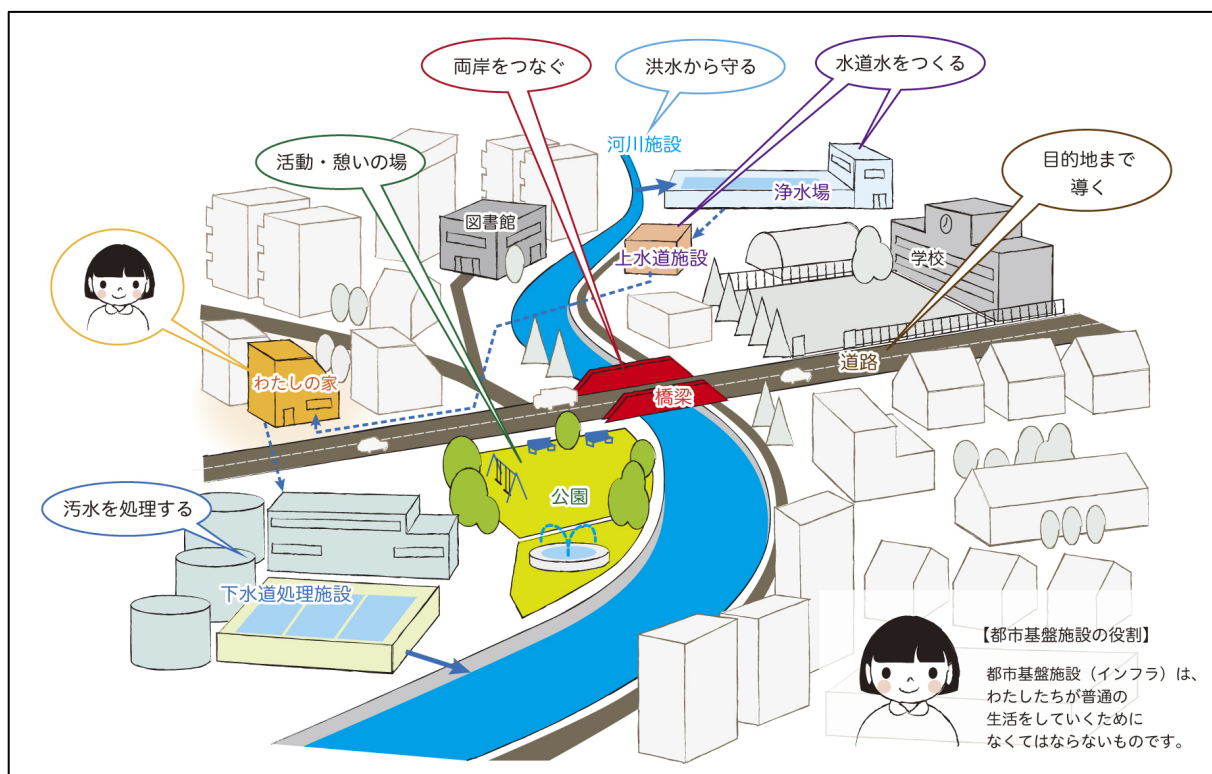 両岸をつなぐ
洪水から守る
水道水をつくる
河川施設
活動・憩いの場
目的地まで
導く
浄水場
図書館
上水道施設
学校
道路
わたしの家
橋梁
公園
汚水を処理する
下水道処理施設
【都市基盤施設の役割】
都市基盤施設（インフラ）は、
わたしたちが普通の
生活をしていくために
なくてはならないものです。